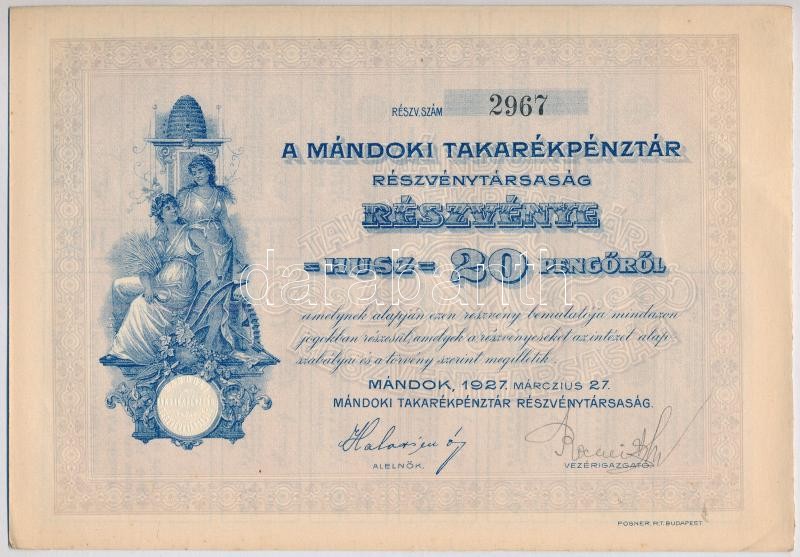 RÉSZV. SZÁM 2967
A MÁNDOKI TAKARÉKPÉNZTÁR
RÉSZVÉNYTÁRSASÁG
RÉSZVÉNYE
=HUSZ= 20 PENGŐRŐL
amelynek alapján ezen részvény bemutatója mindazon
jogokban részesül, amelyek a részvényeseket az intézet alap-
szabályai és a törvény szerint megilletik.
MÁNDOK, 1927. MÁRCZIUS 27.
MÁNDOKI TAKARÉKPÉNZTÁR RÉSZVÉNYTÁRSASÁG.
ALELNÖK. VEZÉRIGAZGATÓ.
POSNER R.T. BUDAPEST
darabanth